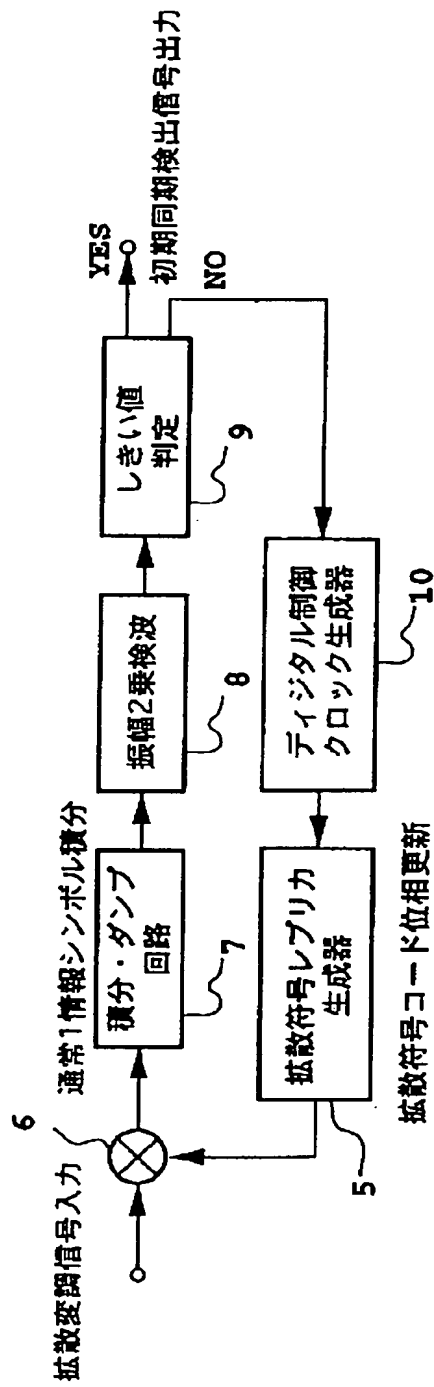 拡散変調信号入力
6
通常1情報シンボル積分
積分・ダンプ
回路
7
振幅2乗検波
8
しきい値
判定
9
YES
初期同期検出信号出力
NO
ディジタル制御
クロック生成器
10
拡散符号レプリカ
生成器
5
拡散符号コード位相更新